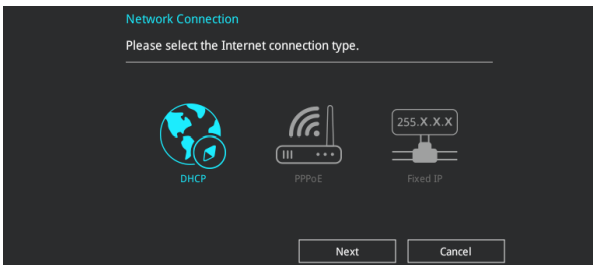 Network Connection
Please select the Internet connection type.
255.X.X.X
DHCP
PPPoE
Fixed IP
Next
Cancel